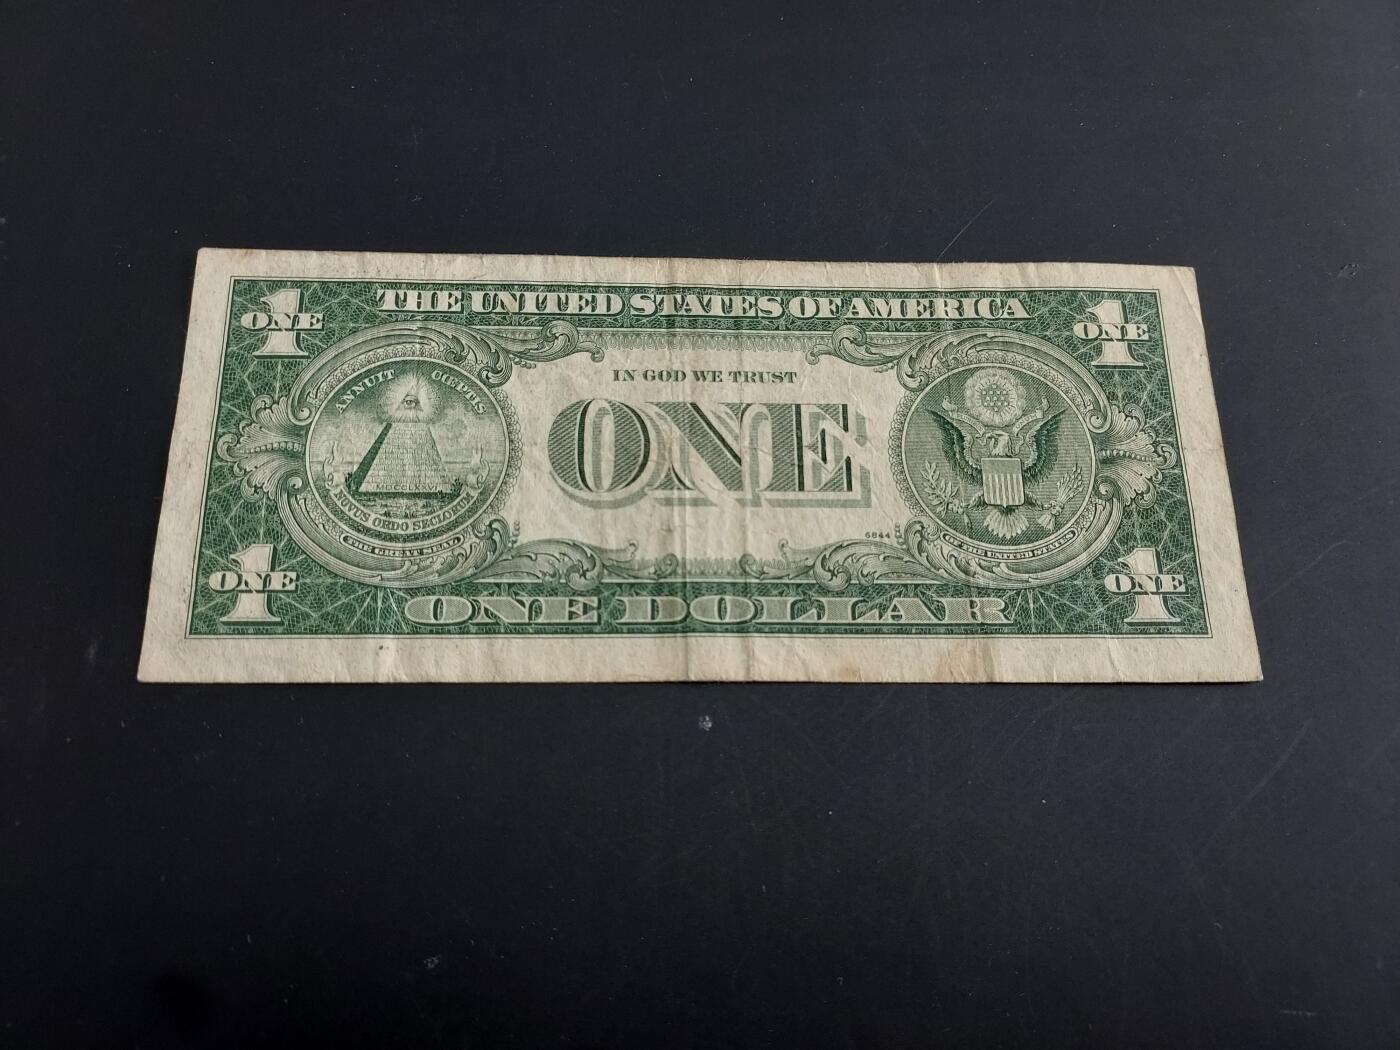 THE UNITED STATES OF AMERICA
1 ONE
1 ONE
IN GOD WE TRUST
ANNUIT CŒPTIS
ONE
MDCCLXXVI
NOVUS ORDO SECLORUM
6844
THE GREAT SEAL
OF THE UNITED STATES
1 ONE
1 ONE
ONE DOLLAR